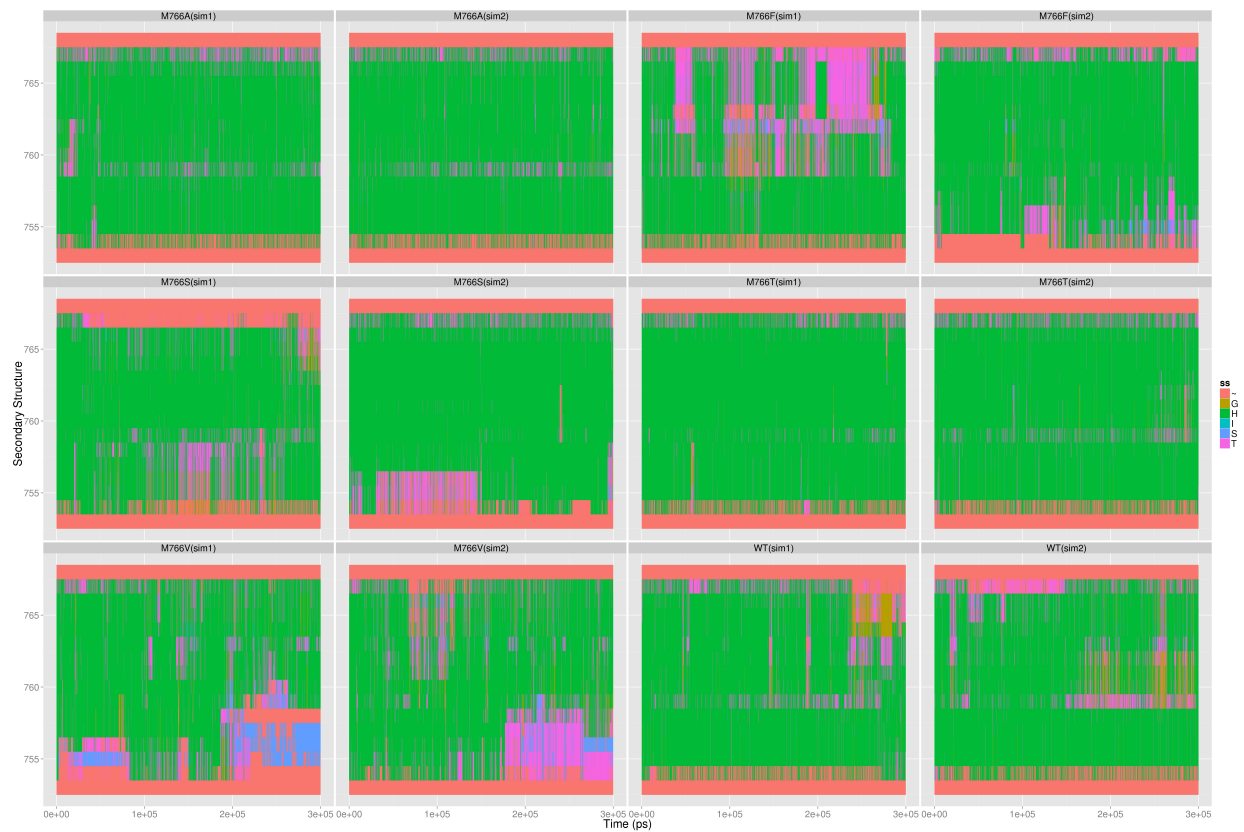 M766A(sim1) M766A(sim2) M766F(sim1) M766F(sim2)
765
760
755
M766S(sim1) M766S(sim2) M766T(sim1) M766T(sim2)
765
760
755
Secondary Structure
ss
~
G
H
I
S
T
M766V(sim1) M766V(sim2) WT(sim1) WT(sim2)
765
760
755
0e+00 1e+05 2e+05 3e+05 0e+00 1e+05 2e+05 3e+05 0e+00 1e+05 2e+05 3e+05 0e+00 1e+05 2e+05 3e+05
Time (ps)